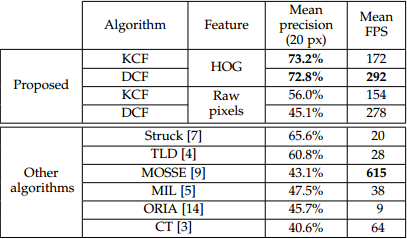 Algorithm Feature Mean precision (20 px) Mean FPS
Proposed KCF HOG 73.2% 172
DCF 72.8% 292
KCF Raw pixels 56.0% 154
DCF 45.1% 278
Other algorithms Struck [7] 65.6% 20
TLD [4] 60.8% 28
MOSSE [9] 43.1% 615
MIL [5] 47.5% 38
ORIA [14] 45.7% 9
CT [3] 40.6% 64